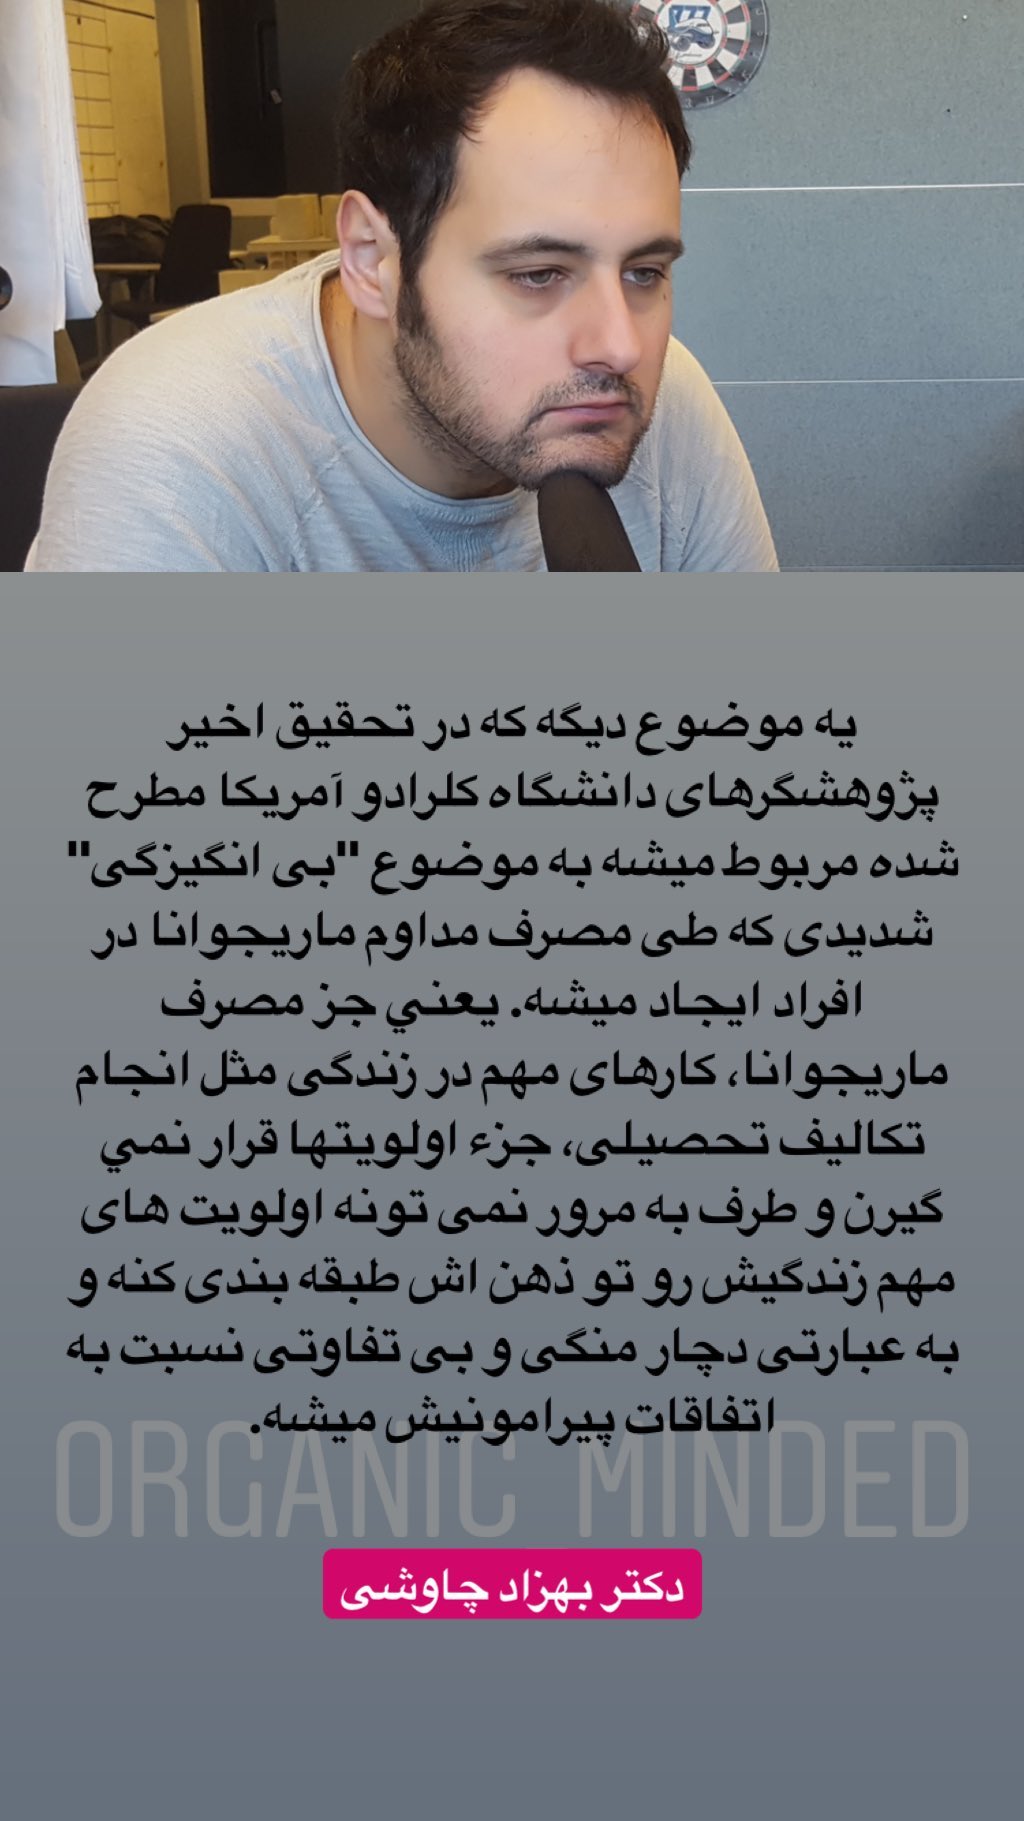 یه موضوع دیگه که در تحقیق اخیر
پژوهشگرهای دانشگاه کلرادو آمریکا مطرح
شده مربوط میشه به موضوع "بی انگیزگی"
شدیدی که طی مصرف مداوم ماریجوانا در
افراد ایجاد میشه. یعني جز مصرف
ماریجوانا، کارهای مهم در زندگی مثل انجام
تکالیف تحصیلی، جزء اولویتها قرار نمي
گیرن و طرف به مرور نمی تونه اولویت های
مهم زندگیش رو تو ذهن اش طبقه بندی کنه و
به عبارتی دچار منگی و بی تفاوتی نسبت به
اتفاقات پیرامونیش میشه.
ORGANIC MINDED
دکتر بهزاد چاوشی